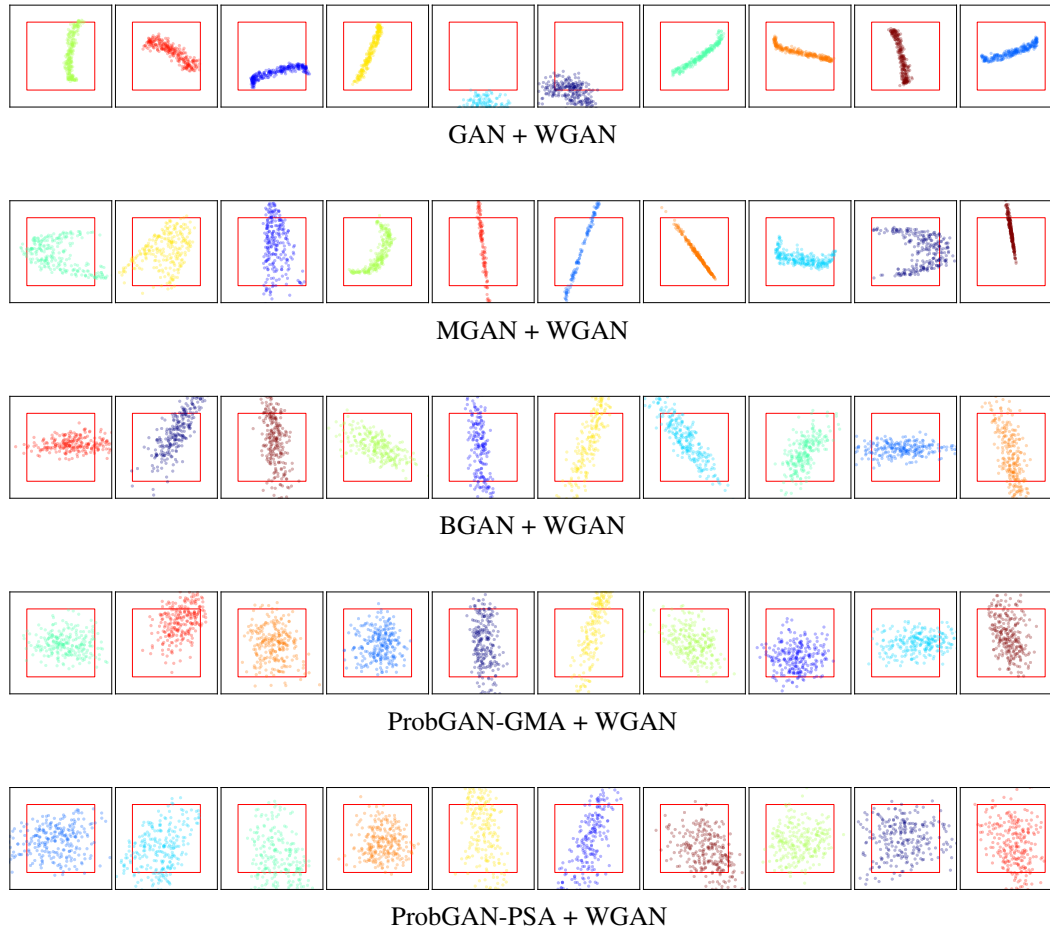 GAN + WGAN
MGAN + WGAN
BGAN + WGAN
ProbGAN-GMA + WGAN
ProbGAN-PSA + WGAN